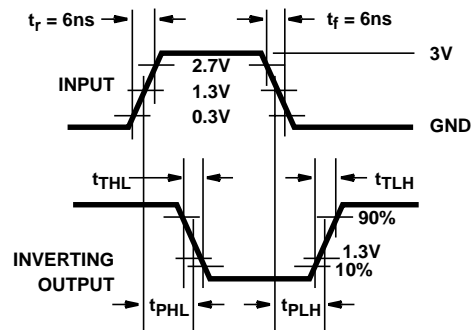 tr = 6ns
tf = 6ns
3V
2.7V
INPUT
1.3V
0.3V
GND
tTHL
tTLH
90%
INVERTING
OUTPUT
1.3V
10%
tPHL
tPLH